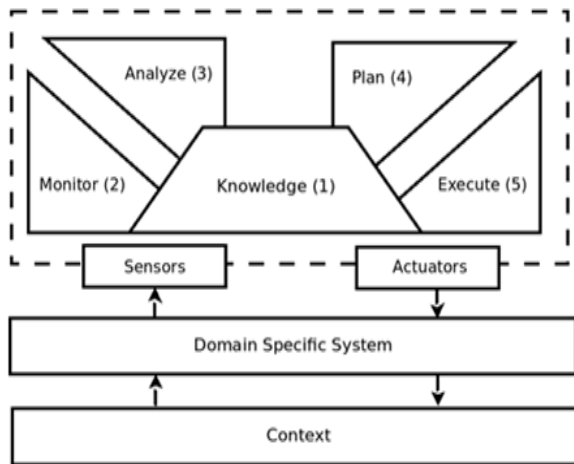 Analyze (3)
Plan (4)
Monitor (2)
Knowledge (1)
Execute (5)
Sensors
Actuators
Domain Specific System
Context